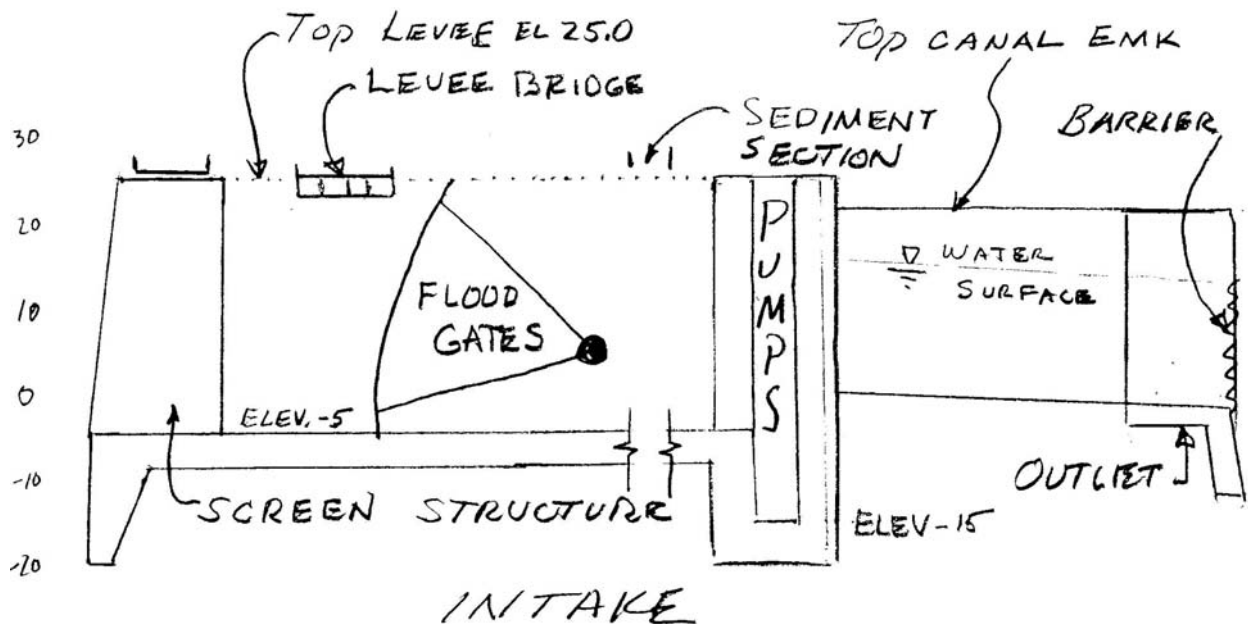 TOP LEVEE EL 25.0
LEVEE BRIDGE
TOP CANAL EMK
SEDIMENT
SECTION
BARRIER
30
20
10
0
-10
-20
PUMPS
WATER
SURFACE
FLOOD
GATES
ELEV.-5
SCREEN STRUCTURE
OUTLET
ELEV-15
INTAKE